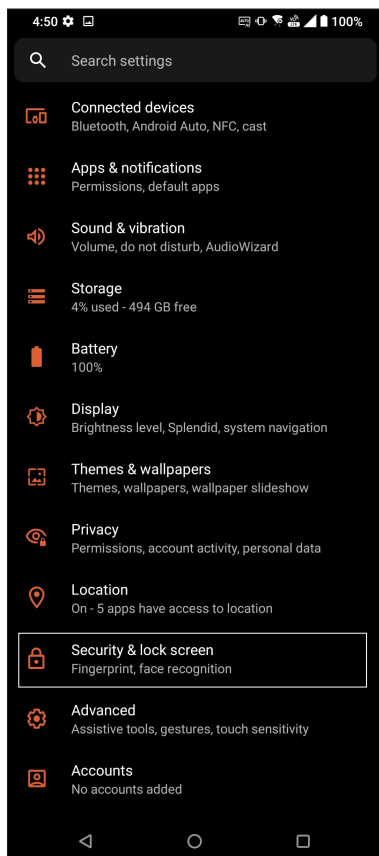 4:50 100%
Search settings
Connected devices
Bluetooth, Android Auto, NFC, cast
Apps & notifications
Permissions, default apps
Sound & vibration
Volume, do not disturb, AudioWizard
Storage
4% used - 494 GB free
Battery
100%
Display
Brightness level, Splendid, system navigation
Themes & wallpapers
Themes, wallpapers, wallpaper slideshow
Privacy
Permissions, account activity, personal data
Location
On - 5 apps have access to location
Security & lock screen
Fingerprint, face recognition
Advanced
Assistive tools, gestures, touch sensitivity
Accounts
No accounts added